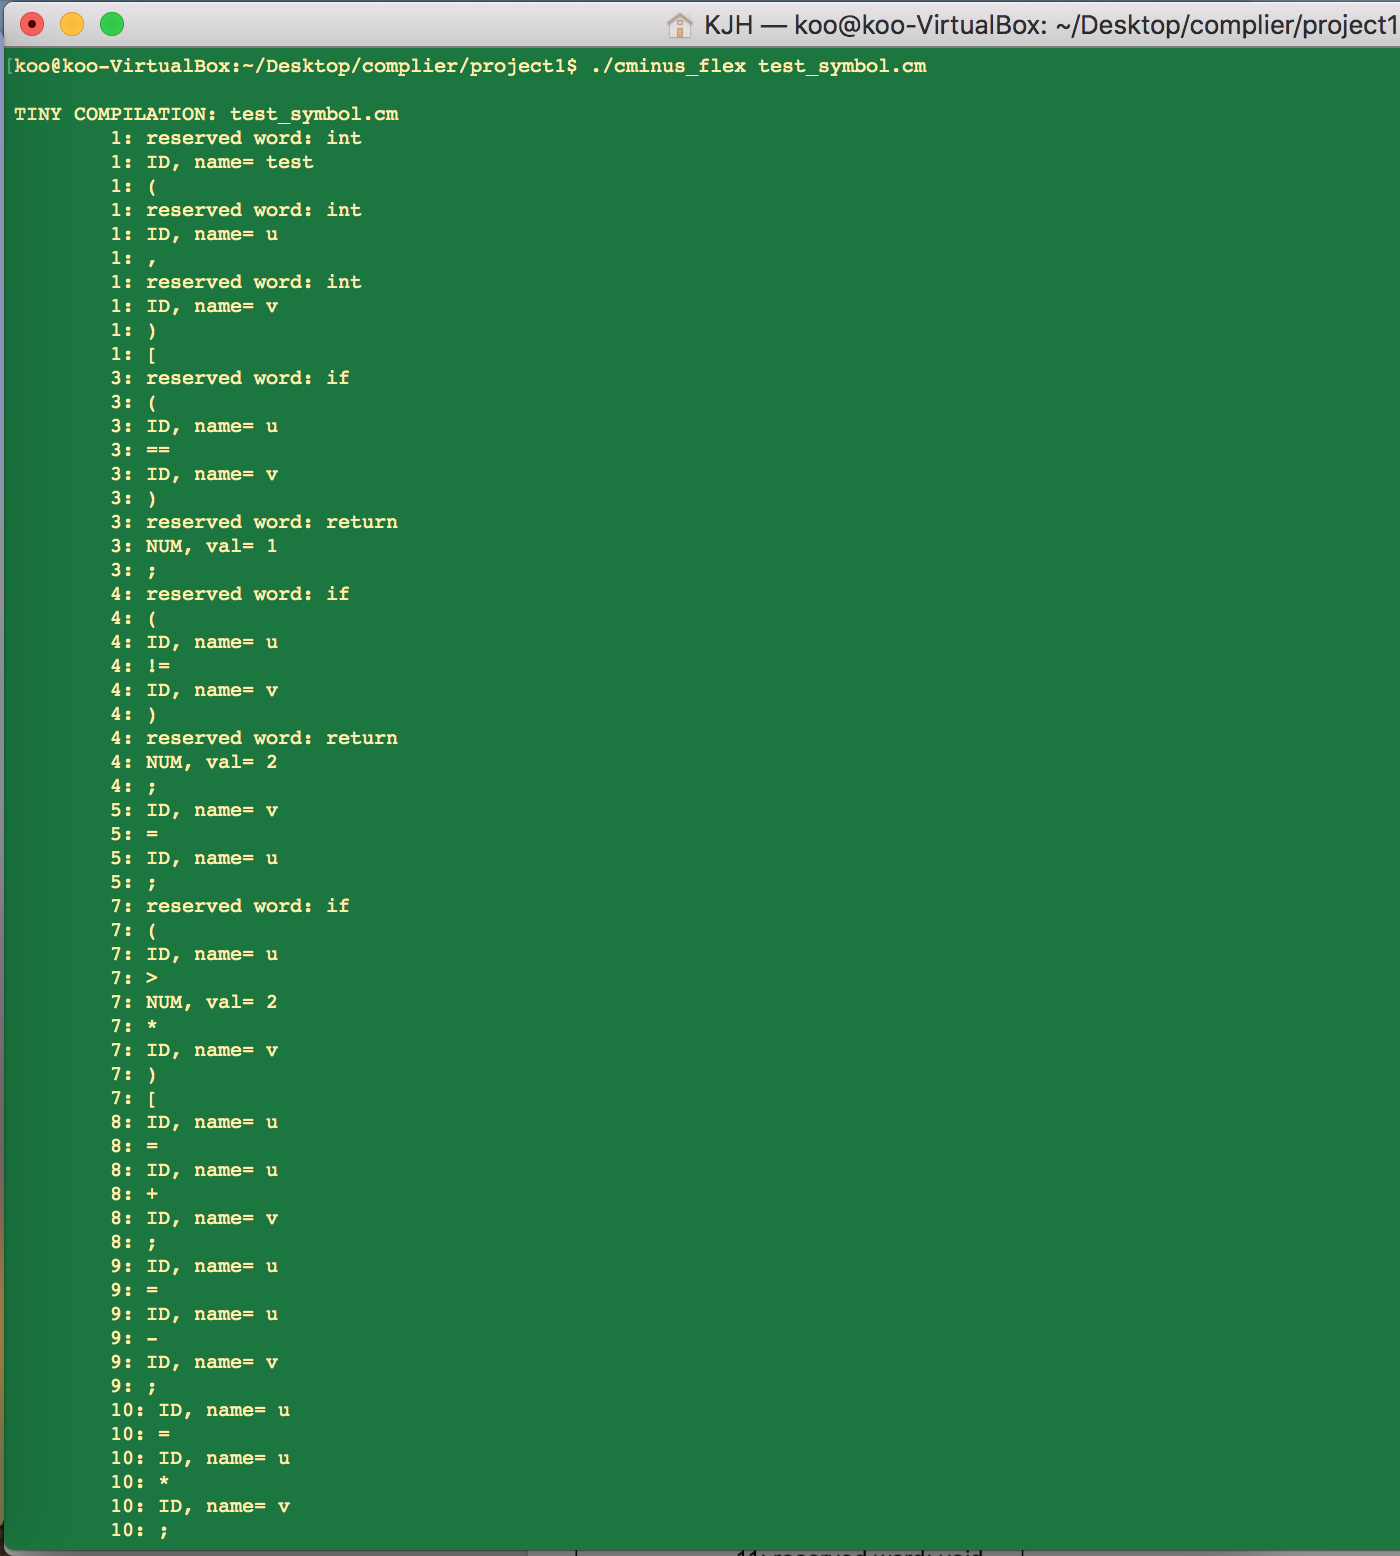 KJH — koo@koo-VirtualBox: ~/Desktop/complier/project1
[koo@koo-VirtualBox:~/Desktop/complier/project1$ ./cminus_flex test_symbol.cm
TINY COMPILATION: test_symbol.cm
1: reserved word: int
1: ID, name= test
1: (
1: reserved word: int
1: ID, name= u
1: ,
1: reserved word: int
1: ID, name= v
1: )
1: [
3: reserved word: if
3: (
3: ID, name= u
3: ==
3: ID, name= v
3: )
3: reserved word: return
3: NUM, val= 1
3: ;
4: reserved word: if
4: (
4: ID, name= u
4: !=
4: ID, name= v
4: )
4: reserved word: return
4: NUM, val= 2
4: ;
5: ID, name= v
5: =
5: ID, name= u
5: ;
7: reserved word: if
7: (
7: ID, name= u
7: >
7: NUM, val= 2
7: *
7: ID, name= v
7: )
7: [
8: ID, name= u
8: =
8: ID, name= u
8: +
8: ID, name= v
8: ;
9: ID, name= u
9: =
9: ID, name= u
9: -
9: ID, name= v
9: ;
10: ID, name= u
10: =
10: ID, name= u
10: *
10: ID, name= v
10: ;
11: reserved word: void